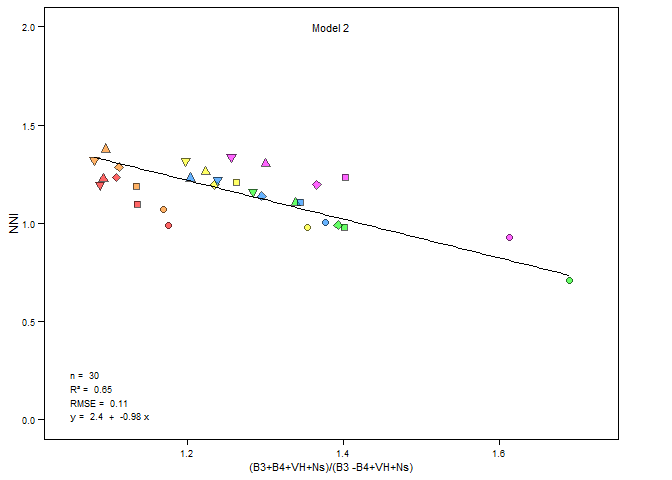 Model 2
2.0
1.5
1.0
0.5
0.0
NNI
n = 30
R² = 0.65
RMSE = 0.11
y = 2.4 + -0.98 x
1.2 1.4 1.6
(B3+B4+VH+Ns)/(B3 -B4+VH+Ns)